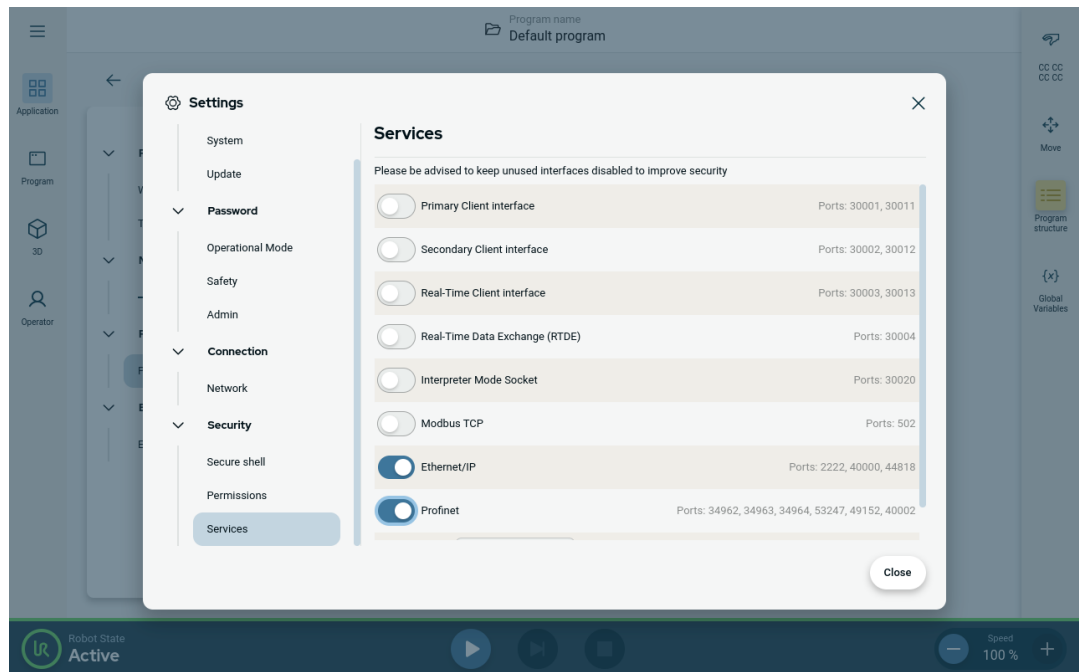 Program name
Default program
Application
Program
3D
Operator
Settings
System
Update
Password
Operational Mode
Safety
Admin
Connection
Network
Security
Secure shell
Permissions
Services
Services
Please be advised to keep unused interfaces disabled to improve security
Primary Client interface Ports: 30001, 30011
Secondary Client interface Ports: 30002, 30012
Real-Time Client interface Ports: 30003, 30013
Real-Time Data Exchange (RTDE) Ports: 30004
Interpreter Mode Socket Ports: 30020
Modbus TCP Ports: 502
Ethernet/IP Ports: 2222, 40000, 44818
Profinet Ports: 34962, 34963, 34964, 53247, 49152, 40002
Close
CC CC
CC CC
Move
Program
structure
{x}
Global
Variables
UR
Robot State
Active
Speed
100 %